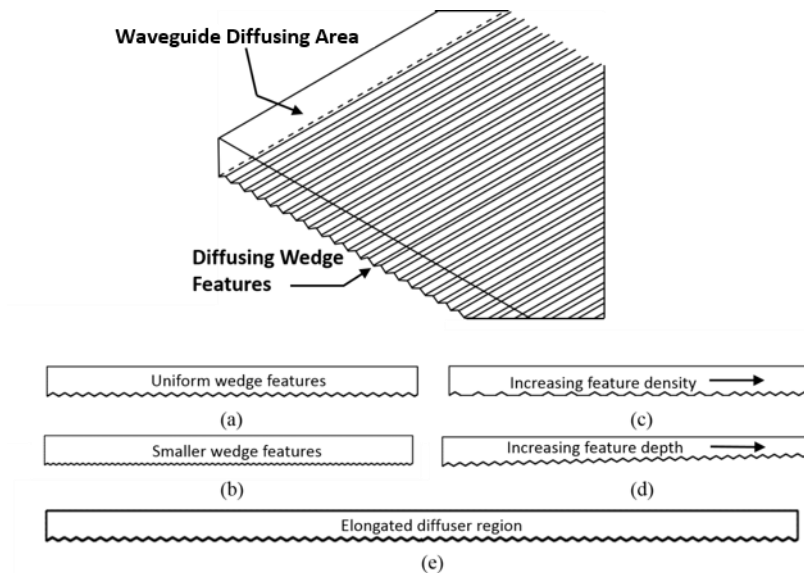 Waveguide Diffusing Area
Diffusing Wedge
Features
Uniform wedge features
(a)
Increasing feature density
(c)
Smaller wedge features
(b)
Increasing feature depth
(d)
Elongated diffuser region
(e)